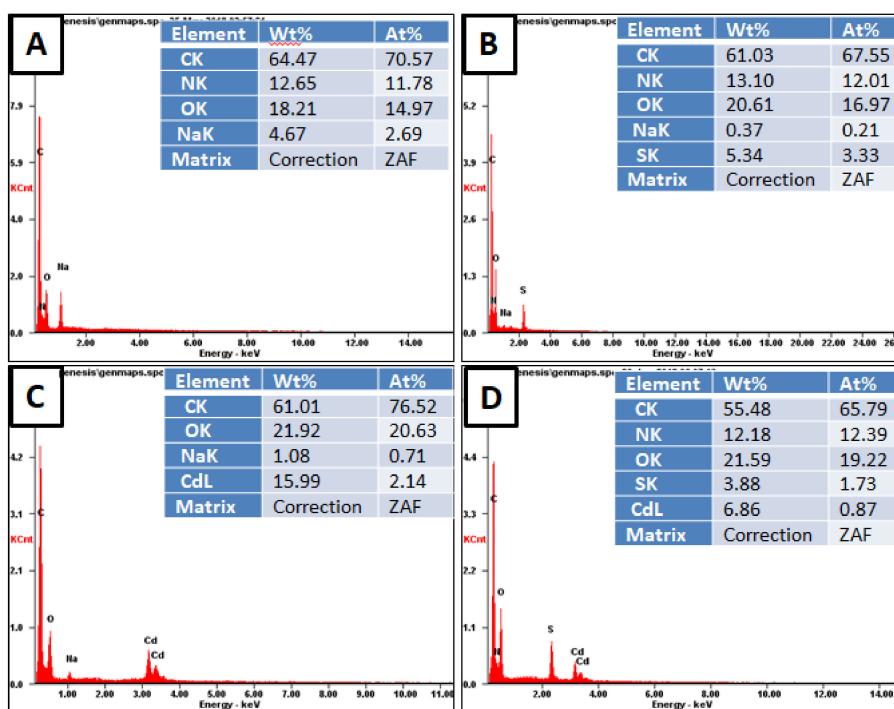 A
genesis\genmaps.spc
Element Wt% At%
CK 64.47 70.57
NK 12.65 11.78
OK 18.21 14.97
NaK 4.67 2.69
Matrix Correction ZAF
7.9
5.9
KCnt
4.0
2.0
0.0
C
N
O
Na
2.00 4.00 6.00 8.00 10.00 12.00 14.00
Energy - keV
B
genesis\genmaps.spc
Element Wt% At%
CK 61.03 67.55
NK 13.10 12.01
OK 20.61 16.97
NaK 0.37 0.21
SK 5.34 3.33
Matrix Correction ZAF
5.2
3.9
KCnt
2.6
1.3
0.0
C
O
N
Na
S
2.00 4.00 6.00 8.00 10.00 12.00 14.00 16.00 18.00 20.00 22.00 24.00 26
Energy - keV
C
genesis\genmaps.spc
Element Wt% At%
CK 61.01 76.52
OK 21.92 20.63
NaK 1.08 0.71
CdL 15.99 2.14
Matrix Correction ZAF
4.2
3.1
KCnt
2.1
1.0
0.0
C
O
Na
Cd
Cd
1.00 2.00 3.00 4.00 5.00 6.00 7.00 8.00 9.00 10.00 11.00
Energy - keV
D
genesis\genmaps.spc
Element Wt% At%
CK 55.48 65.79
NK 12.18 12.39
OK 21.59 19.22
SK 3.88 1.73
CdL 6.86 0.87
Matrix Correction ZAF
4.4
3.3
KCnt
2.2
1.1
0.0
C
O
N
S
Cd
Cd
2.00 4.00 6.00 8.00 10.00 12.00 14.00
Energy - keV